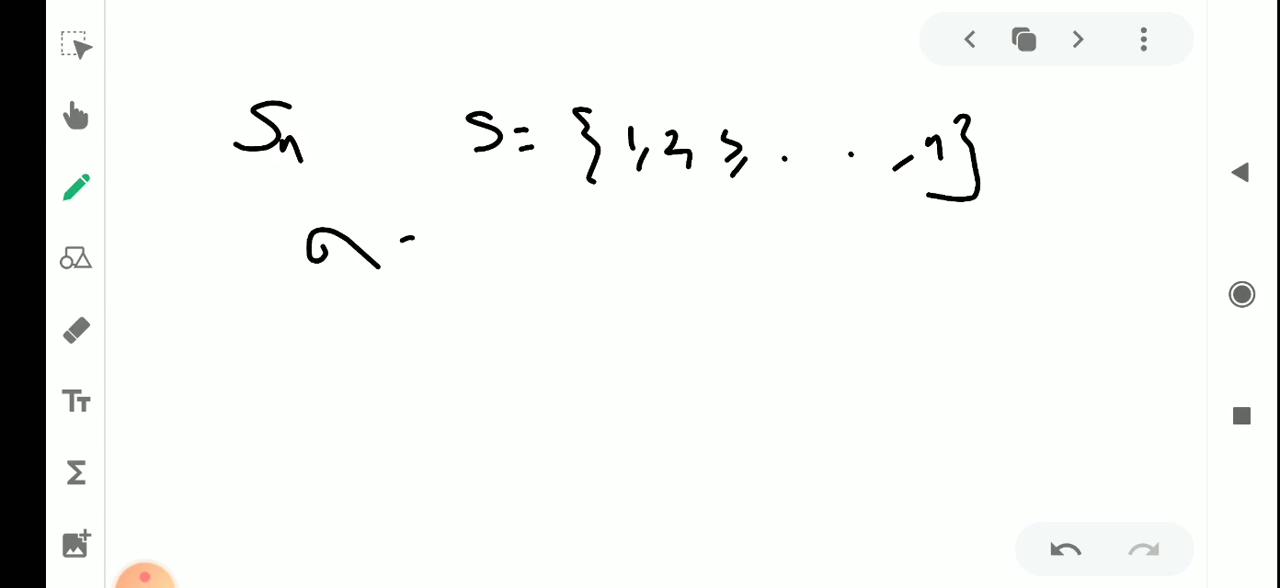 Sₙ S = {1, 2, 3, . . , n}
σ -